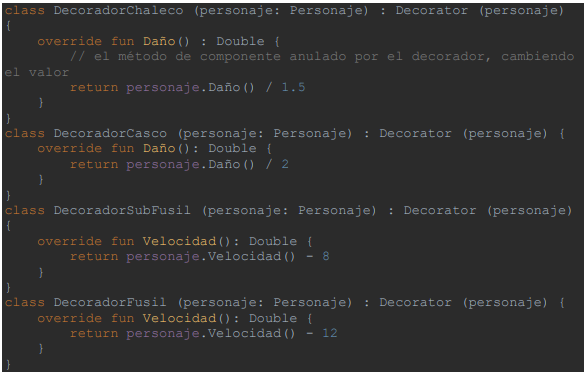 class DecoradorChaleco (personaje: Personaje) : Decorator (personaje)
{
    override fun Daño() : Double {
        // el método de componente anulado por el decorador, cambiendo
el valor
        return personaje.Daño() / 1.5
    }
}
class DecoradorCasco (personaje: Personaje) : Decorator (personaje) {
    override fun Daño(): Double {
        return personaje.Daño() / 2
    }
}
class DecoradorSubFusil (personaje: Personaje) : Decorator (personaje)
{
    override fun Velocidad(): Double {
        return personaje.Velocidad() - 8
    }
}
class DecoradorFusil (personaje: Personaje) : Decorator (personaje) {
    override fun Velocidad(): Double {
        return personaje.Velocidad() - 12
    }
}